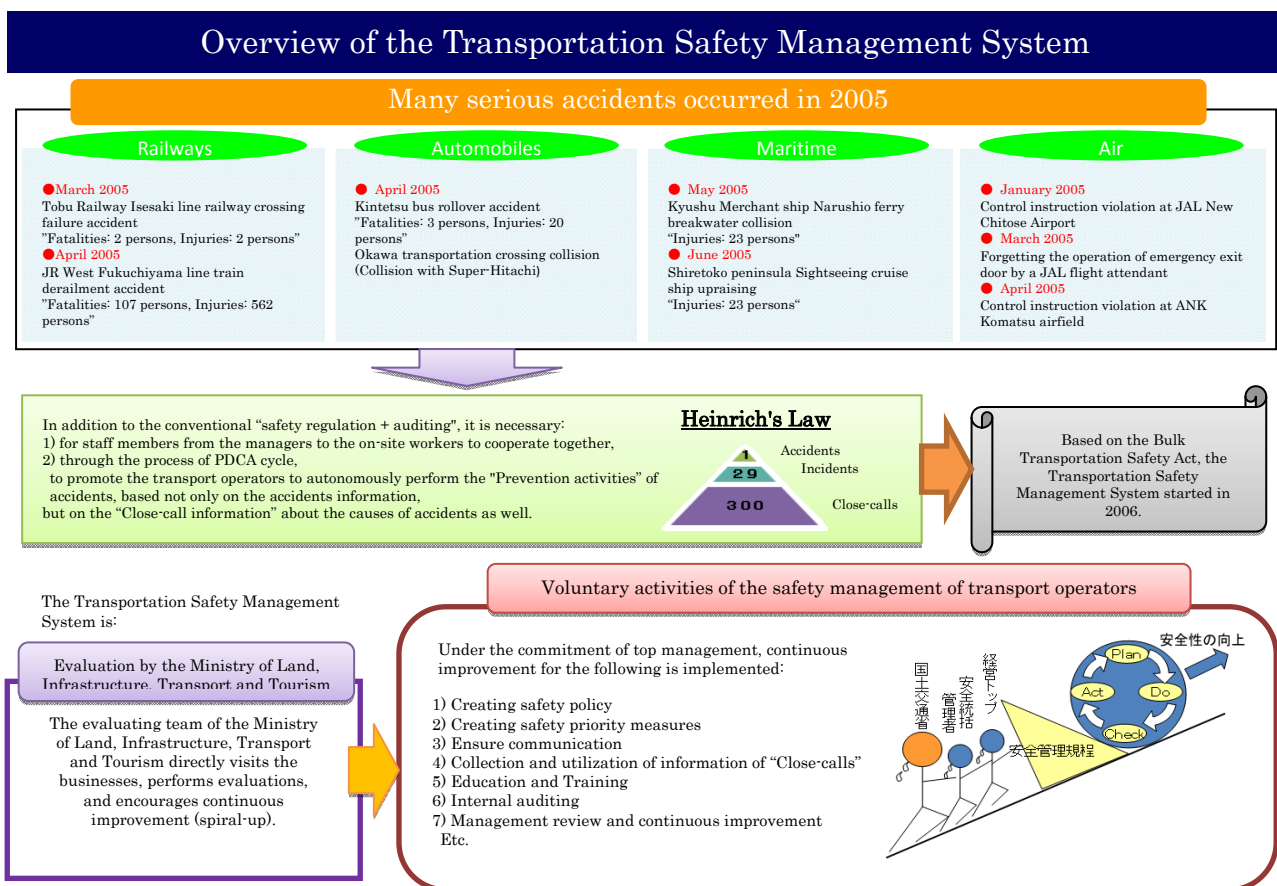 Overview of the Transportation Safety Management System
Many serious accidents occurred in 2005
Railways
●March 2005
Tobu Railway Isesaki line railway crossing
failure accident
"Fatalities: 2 persons, Injuries: 2 persons"
●April 2005
JR West Fukuchiyama line train
derailment accident
"Fatalities: 107 persons, Injuries: 562
persons"
Automobiles
● April 2005
Kintetsu bus rollover accident
"Fatalities: 3 persons, Injuries: 20
persons"
Okawa transportation crossing collision
(Collision with Super-Hitachi)
Maritime
● May 2005
Kyushu Merchant ship Narushio ferry
breakwater collision
"Injuries: 23 persons"
● June 2005
Shiretoko peninsula Sightseeing cruise
ship upraising
"Injuries: 23 persons"
Air
● January 2005
Control instruction violation at JAL New
Chitose Airport
● March 2005
Forgetting the operation of emergency exit
door by a JAL flight attendant
● April 2005
Control instruction violation at ANK
Komatsu airfield
In addition to the conventional "safety regulation + auditing", it is necessary:
1) for staff members from the managers to the on-site workers to cooperate together,
2) through the process of PDCA cycle,
to promote the transport operators to autonomously perform the "Prevention activities" of
accidents, based not only on the accidents information,
but on the "Close-call information" about the causes of accidents as well.
Heinrich's Law
1
29
300
Accidents
Incidents
Close-calls
Based on the Bulk
Transportation Safety Act, the
Transportation Safety
Management System started in
2006.
The Transportation Safety Management
System is:
Evaluation by the Ministry of Land,
Infrastructure, Transport and Tourism
The evaluating team of the Ministry
of Land, Infrastructure, Transport
and Tourism directly visits the
businesses, performs evaluations,
and encourages continuous
improvement (spiral-up).
Voluntary activities of the safety management of transport operators
Under the commitment of top management, continuous
improvement for the following is implemented:
1) Creating safety policy
2) Creating safety priority measures
3) Ensure communication
4) Collection and utilization of information of "Close-calls"
5) Education and Training
6) Internal auditing
7) Management review and continuous improvement
Etc.
国土交通省
安全統括
管理者
経営トップ
安全管理規程
Plan
Do
Check
Act
安全性の向上